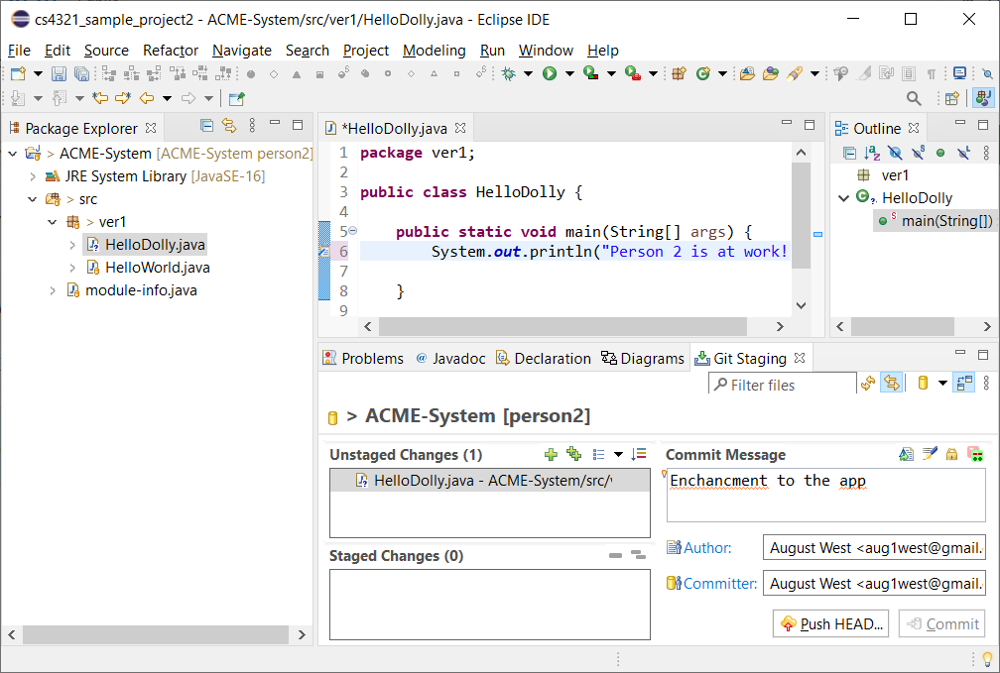 cs4321_sample_project2 - ACME-System/src/ver1/HelloDolly.java - Eclipse IDE
File Edit Source Refactor Navigate Search Project Modeling Run Window Help
Package Explorer
> ACME-System [ACME-System person2]
JRE System Library [JavaSE-16]
> src
> ver1
HelloDolly.java
HelloWorld.java
module-info.java
*HelloDolly.java
1 package ver1;
2
3 public class HelloDolly {
4
5 public static void main(String[] args) {
6 System.out.println("Person 2 is at work!
7
8 }
9
Outline
ver1
HelloDolly
main(String[]) :
Problems @ Javadoc Declaration Diagrams Git Staging
Filter files
> ACME-System [person2]
Unstaged Changes (1)
HelloDolly.java - ACME-System/src/v
Staged Changes (0)
Commit Message
Enchancment to the app
Author: August West <aug1west@gmail.
Committer: August West <aug1west@gmail.
Push HEAD... Commit